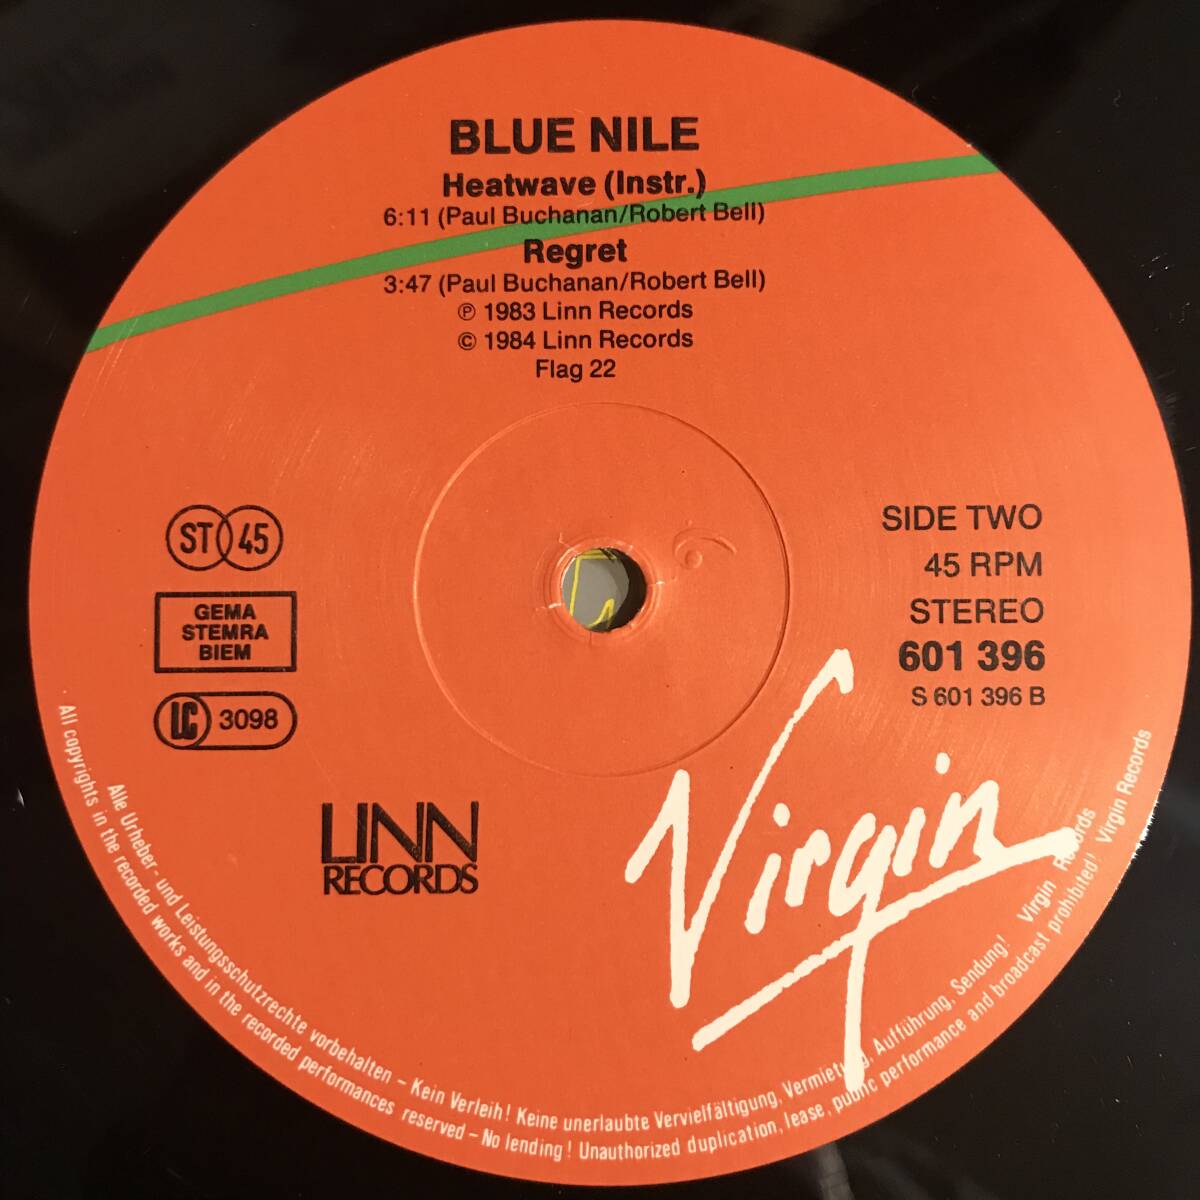 BLUE NILE
Heatwave (Instr.)
6:11 (Paul Buchanan/Robert Bell)
Regret
3:47 (Paul Buchanan/Robert Bell)
℗ 1983 Linn Records
© 1984 Linn Records
Flag 22
ST 45
GEMA
STEMRA
BIEM
LC 3098
SIDE TWO
45 RPM
STEREO
601 396
S 601 396 B
LINN
RECORDS
Virgin
Alle Urheber- und Leistungsschutzrechte vorbehalten – Kein Verleih! Keine unerlaubte Vervielfältigung, Vermietung, Aufführung, Sendung! Virgin Records
All copyrights in the recorded works and in the recorded performances reserved – No lending! Unauthorized duplication, lease, public performance and broadcast prohibited! Virgin Records